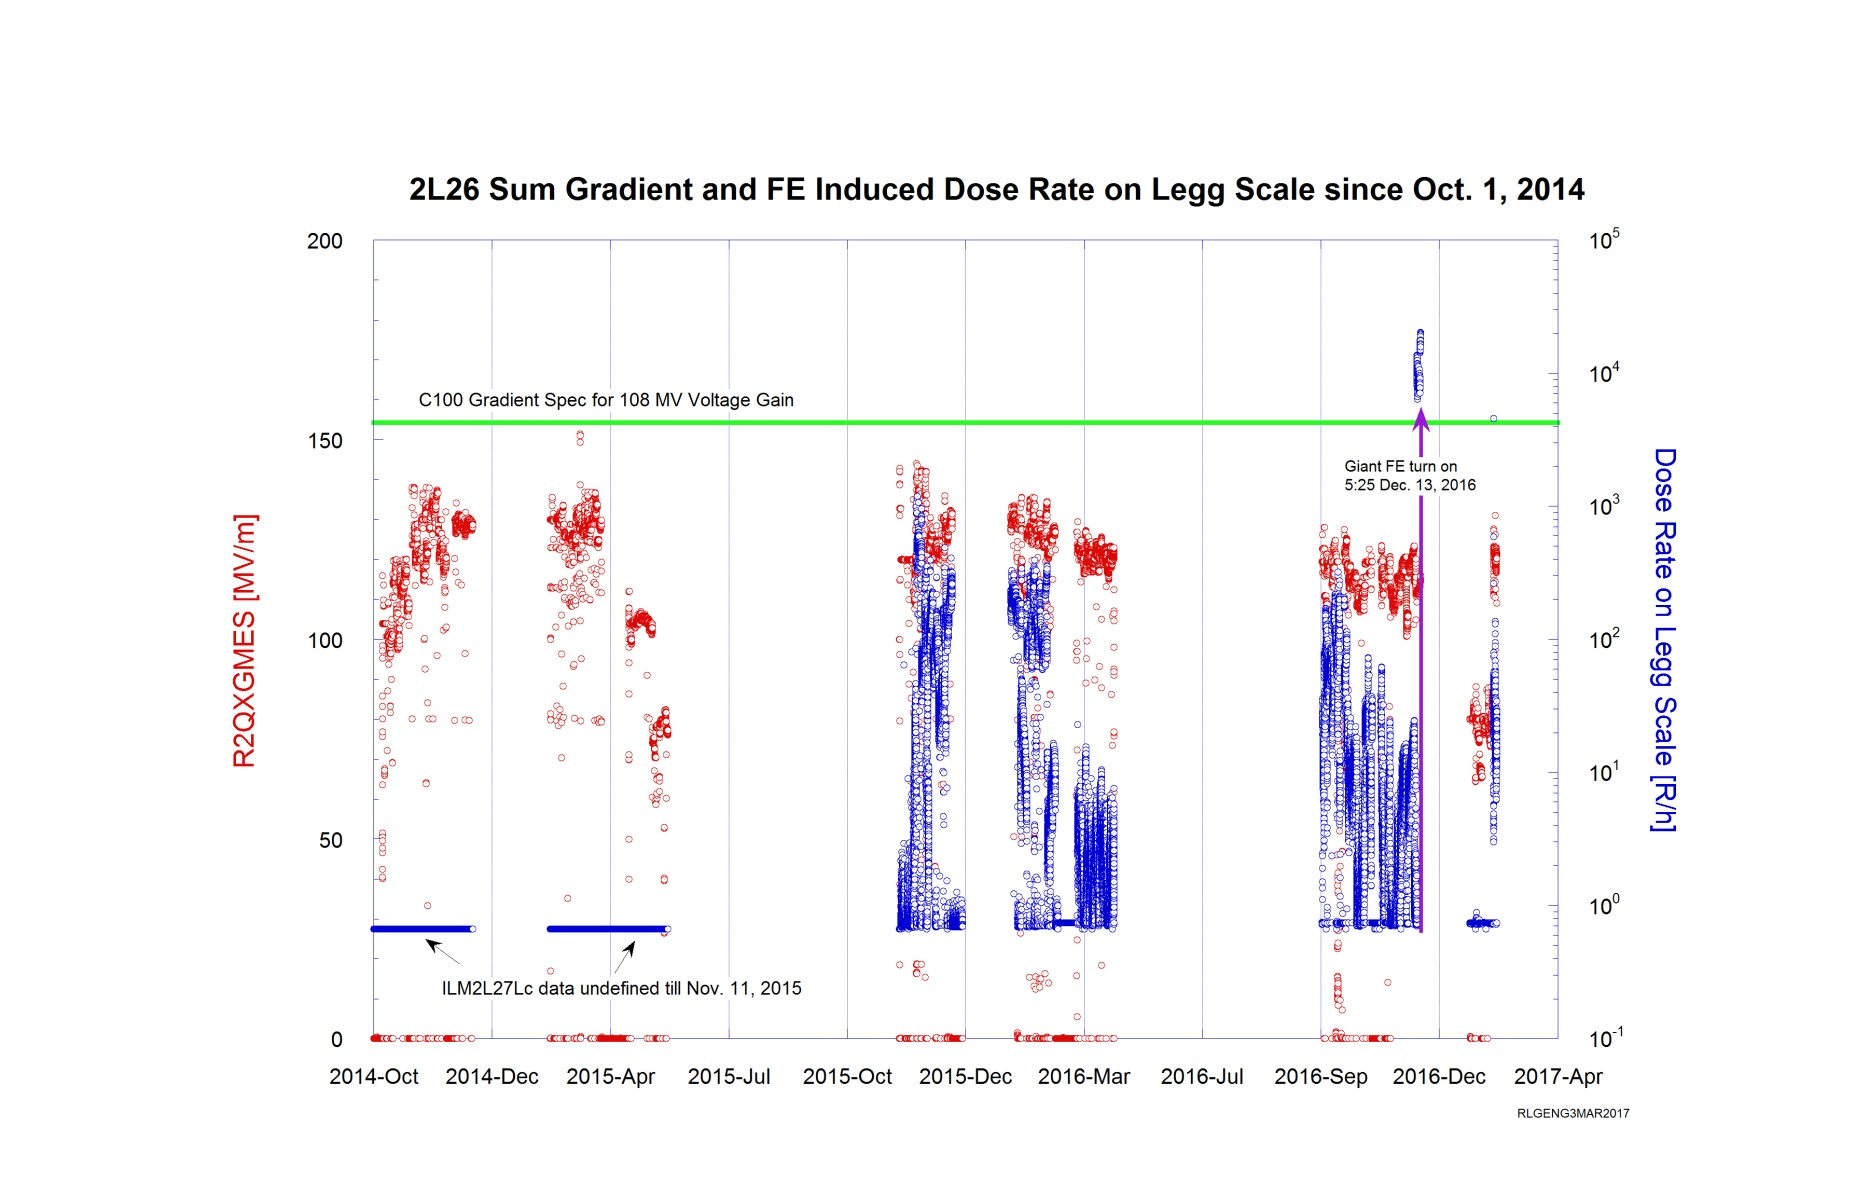 2L26 Sum Gradient and FE Induced Dose Rate on Legg Scale since Oct. 1, 2014
R2QXGMES [MV/m]
200
150
100
50
0
C100 Gradient Spec for 108 MV Voltage Gain
Giant FE turn on
5:25 Dec. 13, 2016
ILM2L27Lc data undefined till Nov. 11, 2015
10^5
10^4
10^3
10^2
10^1
10^0
10^-1
Dose Rate on Legg Scale [R/h]
2014-Oct 2014-Dec 2015-Apr 2015-Jul 2015-Oct 2015-Dec 2016-Mar 2016-Jul 2016-Sep 2016-Dec 2017-Apr
RLGENG3MAR2017